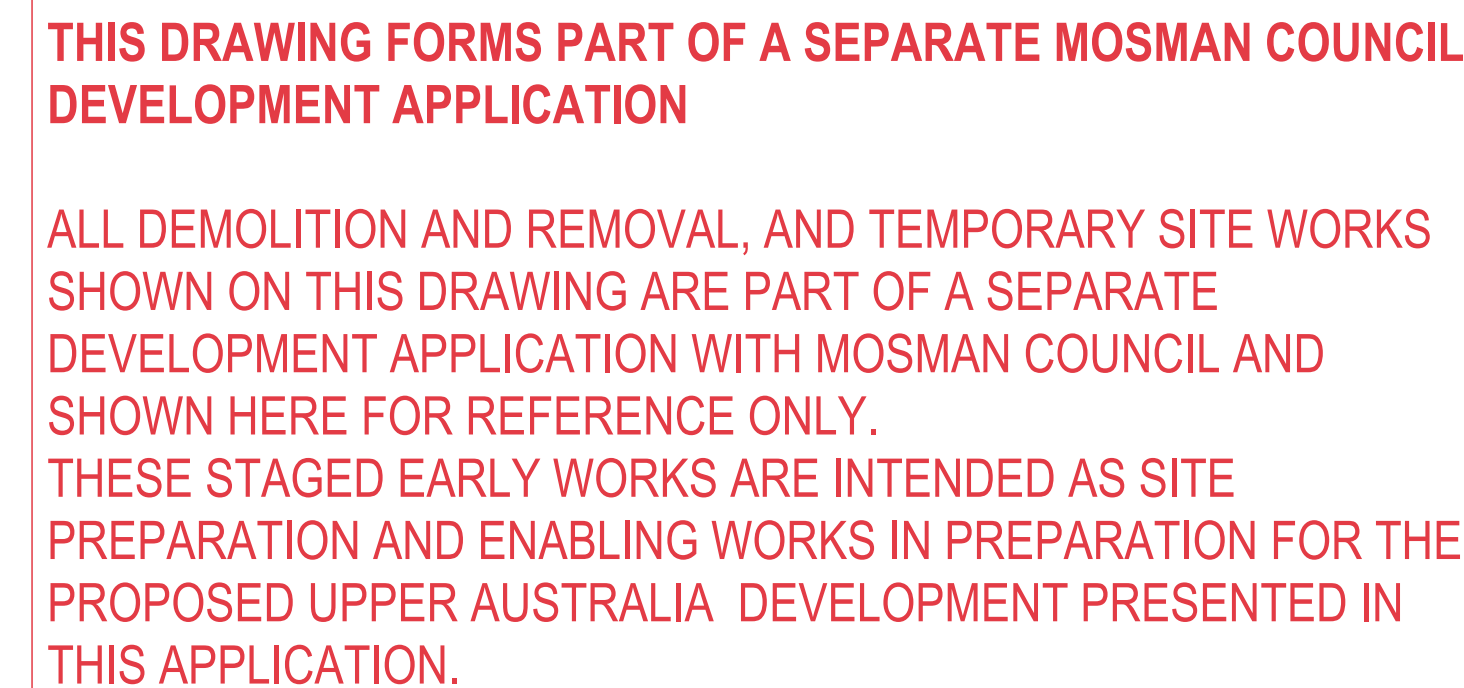 THIS DRAWING FORMS PART OF A SEPARATE MOSMAN COUNCIL
DEVELOPMENT APPLICATION
ALL DEMOLITION AND REMOVAL, AND TEMPORARY SITE WORKS
SHOWN ON THIS DRAWING ARE PART OF A SEPARATE
DEVELOPMENT APPLICATION WITH MOSMAN COUNCIL AND
SHOWN HERE FOR REFERENCE ONLY.
THESE STAGED EARLY WORKS ARE INTENDED AS SITE
PREPARATION AND ENABLING WORKS IN PREPARATION FOR THE
PROPOSED UPPER AUSTRALIA  DEVELOPMENT PRESENTED IN
THIS APPLICATION.